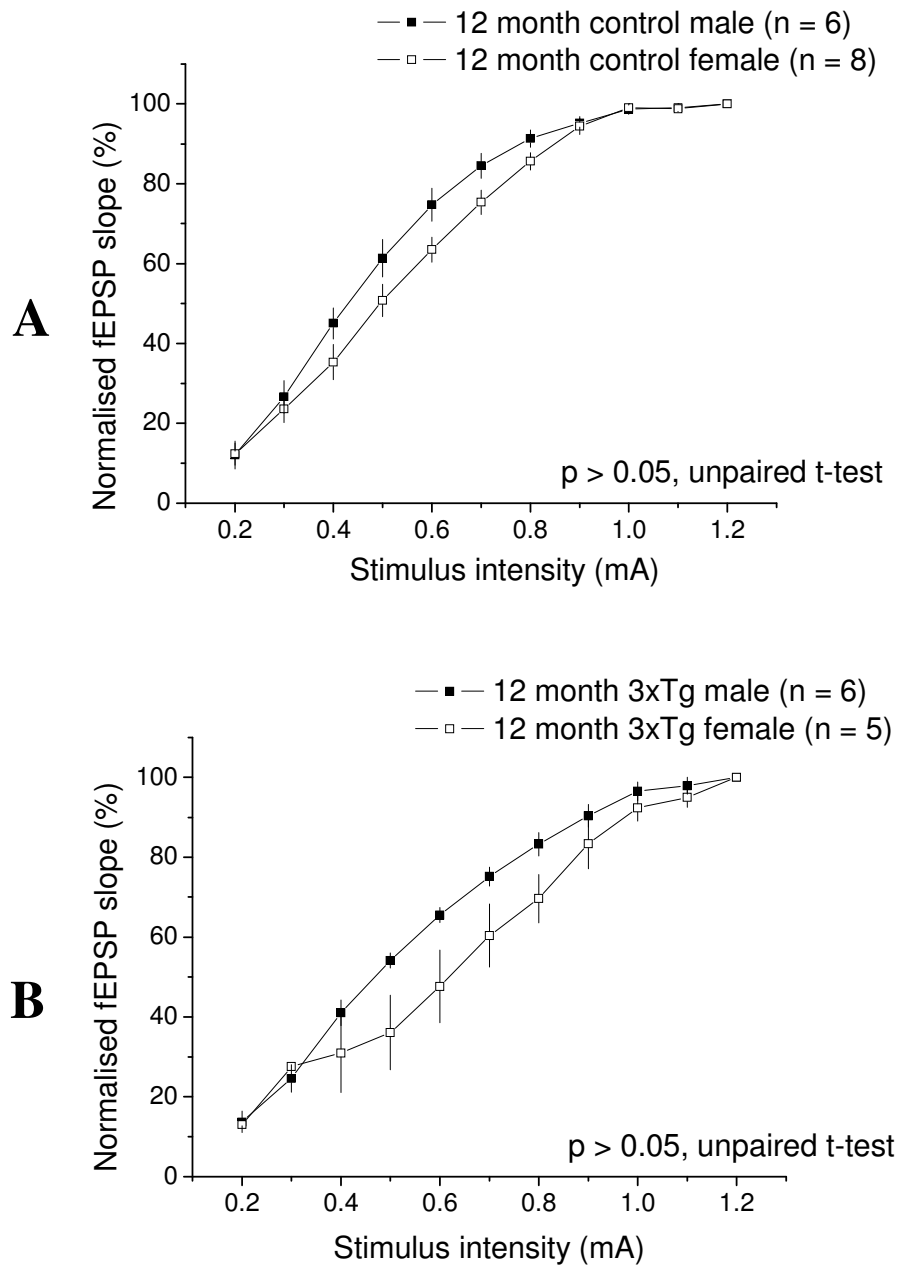 12 month control male (n = 6)
12 month control female (n = 8)
A
Normalised fEPSP slope (%)
100
80
60
40
20
0
p > 0.05, unpaired t-test
0.2 0.4 0.6 0.8 1.0 1.2
Stimulus intensity (mA)
12 month 3xTg male (n = 6)
12 month 3xTg female (n = 5)
B
Normalised fEPSP slope (%)
100
80
60
40
20
0
p > 0.05, unpaired t-test
0.2 0.4 0.6 0.8 1.0 1.2
Stimulus intensity (mA)